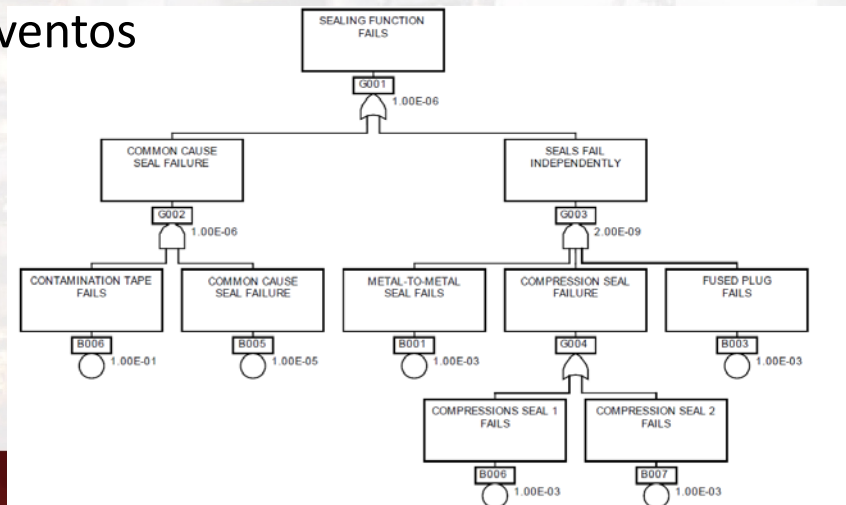 ventos
SEALING FUNCTION
FAILS
G001
1.00E-06
COMMON CAUSE
SEAL FAILURE
SEALS FAIL
INDEPENDENTLY
G002
1.00E-06
G003
2.00E-09
CONTAMINATION TAPE
FAILS
COMMON CAUSE
SEAL FAILURE
METAL-TO-METAL
SEAL FAILS
COMPRESSION SEAL
FAILURE
FUSED PLUG
FAILS
B006
1.00E-01
B005
1.00E-05
B001
1.00E-03
G004
B003
1.00E-03
COMPRESSIONS SEAL 1
FAILS
COMPRESSION SEAL 2
FAILS
B006
1.00E-03
B007
1.00E-03